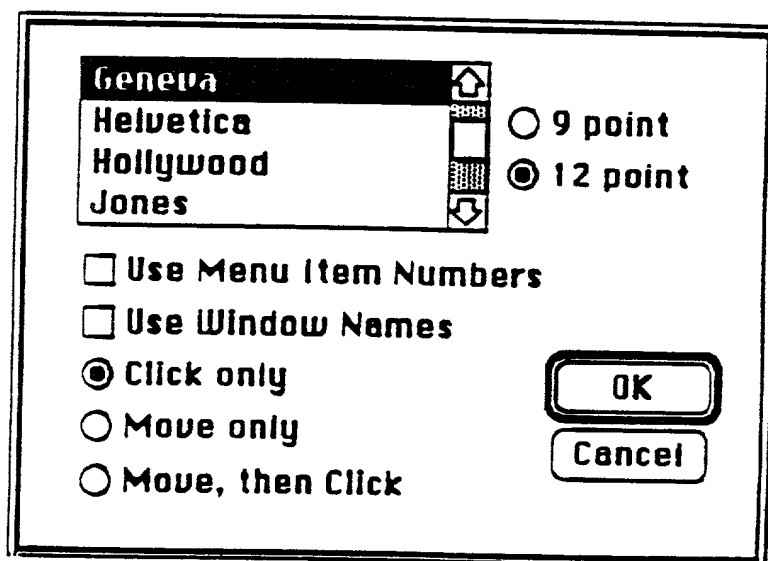 Geneva
Helvetica
9 point
Hollywood
12 point
Jones
Use Menu Item Numbers
Use Window Names
Click only
OK
Move only
Cancel
Move, then Click